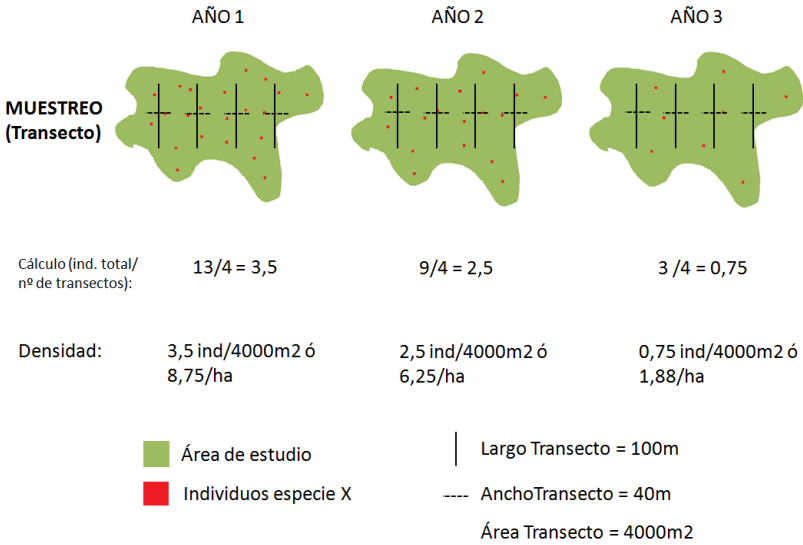 AÑO 1 AÑO 2 AÑO 3
MUESTREO
(Transecto)
Cálculo (ind. total/
nº de transectos):
13/4 = 3,5 9/4 = 2,5 3 /4 = 0,75
Densidad:
3,5 ind/4000m2 ó
8,75/ha
2,5 ind/4000m2 ó
6,25/ha
0,75 ind/4000m2 ó
1,88/ha
Área de estudio
Individuos especie X
Largo Transecto = 100m
AnchoTransecto = 40m
Área Transecto = 4000m2